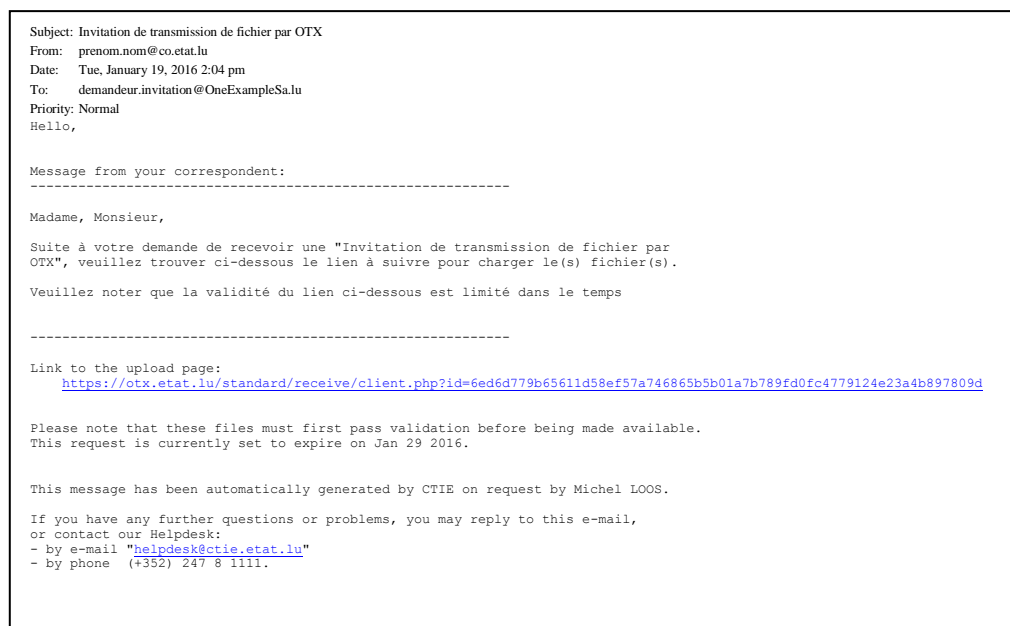 Subject: Invitation de transmission de fichier par OTX
From: prenom.nom@co.etat.lu
Date: Tue, January 19, 2016 2:04 pm
To: demandeur.invitation@OneExampleSa.lu
Priority: Normal
Hello,
Message from your correspondent:
------------------------------------------------------------
Madame, Monsieur,
Suite à votre demande de recevoir une "Invitation de transmission de fichier par
OTX", veuillez trouver ci-dessous le lien à suivre pour charger le(s) fichier(s).
Veuillez noter que la validité du lien ci-dessous est limité dans le temps
------------------------------------------------------------
Link to the upload page:
https://otx.etat.lu/standard/receive/client.php?id=6ed6d779b65611d58ef57a746865b5b01a7b789fd0fc4779124e23a4b897809d
Please note that these files must first pass validation before being made available.
This request is currently set to expire on Jan 29 2016.
This message has been automatically generated by CTIE on request by Michel LOOS.
If you have any further questions or problems, you may reply to this e-mail,
or contact our Helpdesk:
- by e-mail "helpdesk@ctie.etat.lu"
- by phone (+352) 247 8 1111.